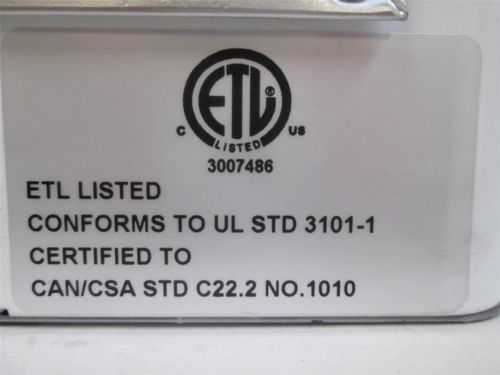 ETL®
C LISTED US
3007486
ETL LISTED
CONFORMS TO UL STD 3101-1
CERTIFIED TO
CAN/CSA STD C22.2 NO.1010